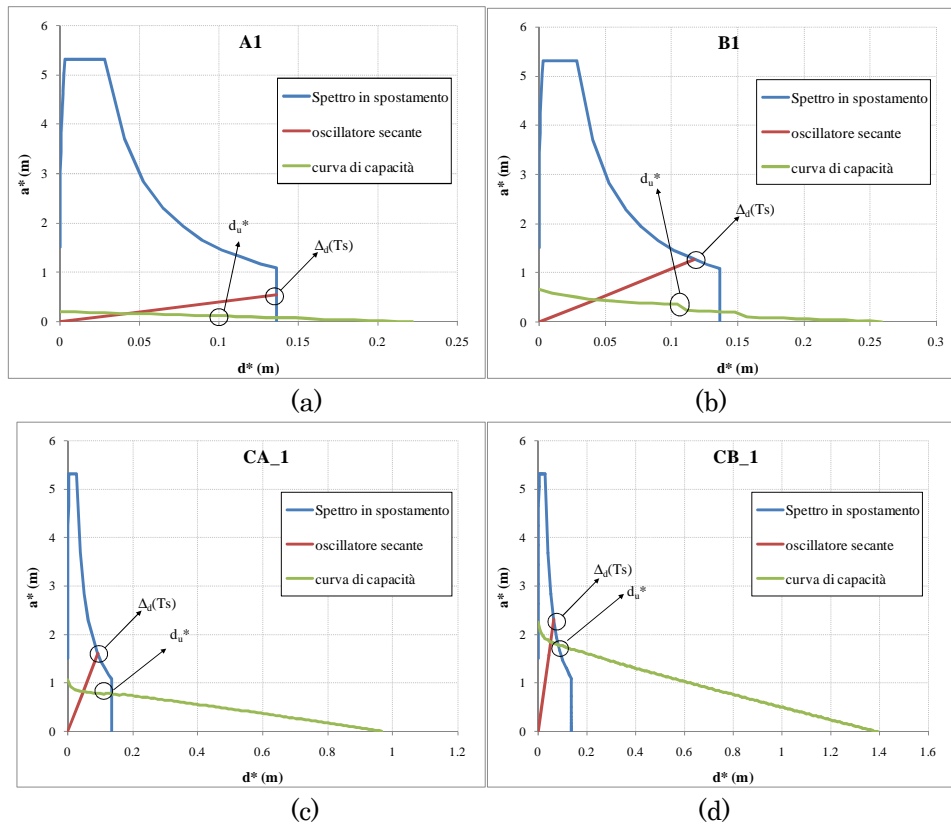 A1
6
5
4
3
2
1
0
a* (m)
0
0.05
0.1
0.15
0.2
0.25
d* (m)
Spettro in spostamento
oscillatore secante
curva di capacità
du*
Δd(Ts)
(a)
B1
6
5
4
3
2
1
0
a* (m)
0
0.05
0.1
0.15
0.2
0.25
0.3
d* (m)
Spettro in spostamento
oscillatore secante
curva di capacità
du*
Δd(Ts)
(b)
CA_1
6
5
4
3
2
1
0
a* (m)
0
0.2
0.4
0.6
0.8
1
1.2
d* (m)
Spettro in spostamento
oscillatore secante
curva di capacità
Δd(Ts)
du*
(c)
CB_1
6
5
4
3
2
1
0
a* (m)
0
0.2
0.4
0.6
0.8
1
1.2
1.4
1.6
d* (m)
Spettro in spostamento
oscillatore secante
curva di capacità
Δd(Ts)
du*
(d)